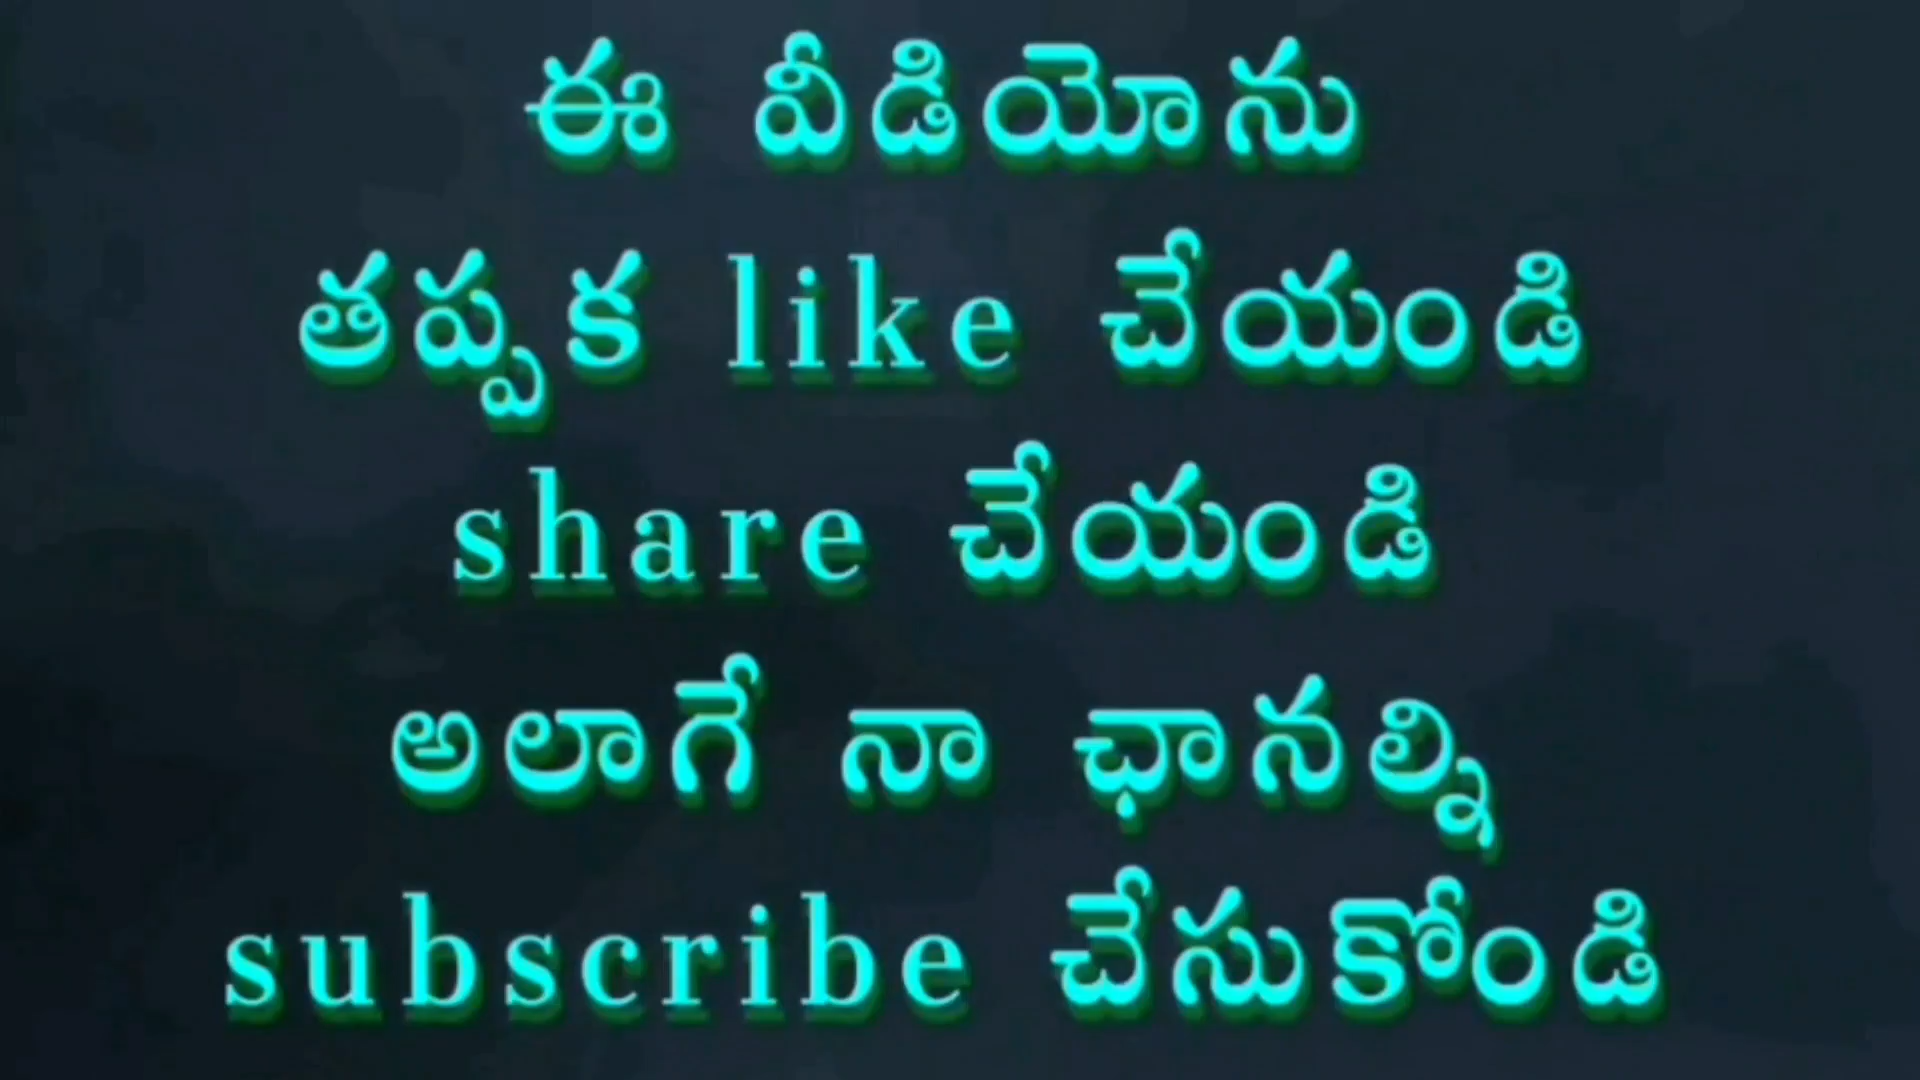 ఈ వీడియోను
తప్పక like చేయండి
share చేయండి
అలాగే నా ఛానల్ని
subscribe చేసుకోండి